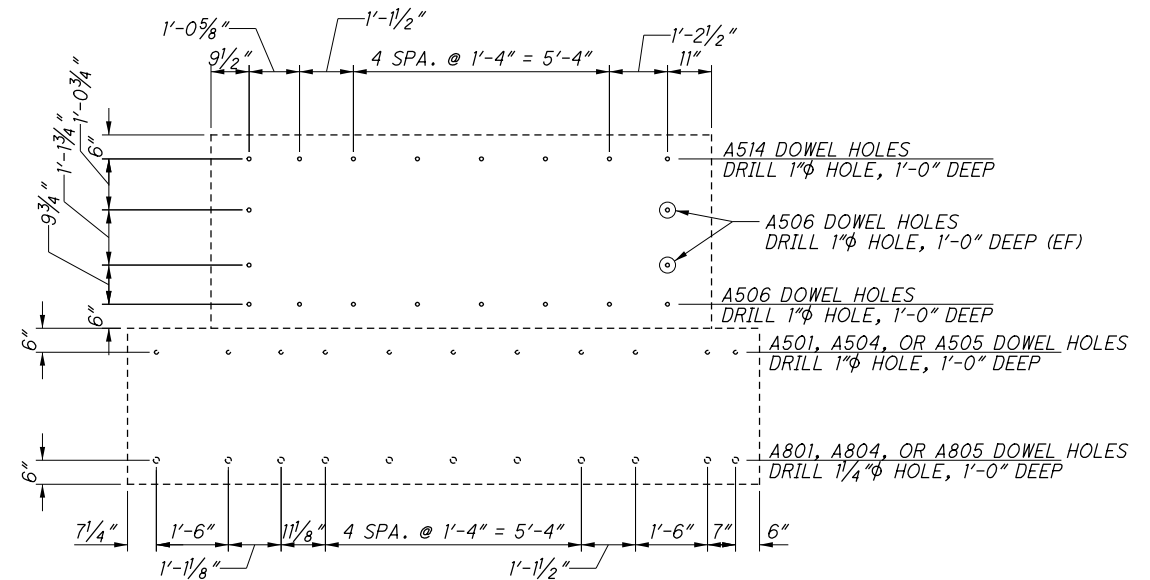 1'-0⅝"
1'-1½"
1'-2½"
9½"
4 SPA. @ 1'-4" = 5'-4"
11"
6"
1'-0¾"
1'-1¾"
9¾"
6"
A514 DOWEL HOLES
DRILL 1"ϕ HOLE, 1'-0" DEEP
A506 DOWEL HOLES
DRILL 1"ϕ HOLE, 1'-0" DEEP (EF)
A506 DOWEL HOLES
DRILL 1"ϕ HOLE, 1'-0" DEEP
6"
A501, A504, OR A505 DOWEL HOLES
DRILL 1"ϕ HOLE, 1'-0" DEEP
6"
A801, A804, OR A805 DOWEL HOLES
DRILL 1¼"ϕ HOLE, 1'-0" DEEP
7¼"
1'-6"
11⅛"
4 SPA. @ 1'-4" = 5'-4"
1'-6"
7"
6"
1'-1⅛"
1'-1½"